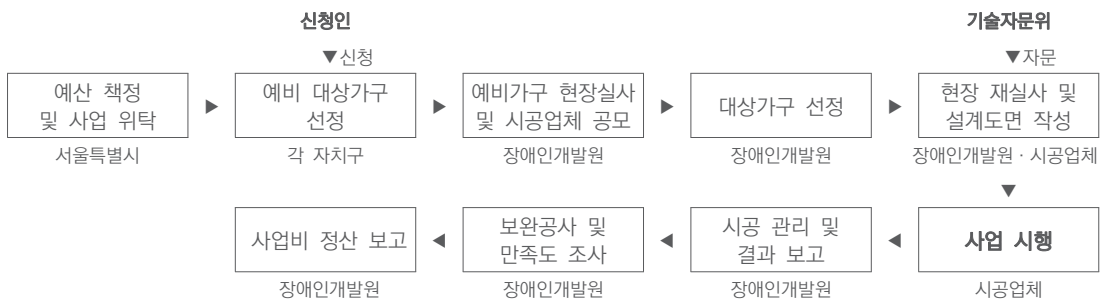 신청인
기술자문위
▼신청
▼자문
예산 책정
및 사업 위탁
▶
예비 대상가구
선정
▶
예비가구 현장실사
및 시공업체 공모
▶
대상가구 선정
▶
현장 재실사 및
설계도면 작성
서울특별시
각 자치구
장애인개발원
장애인개발원
장애인개발원 · 시공업체
▼
사업 시행
◀
시공 관리 및
결과 보고
◀
보완공사 및
만족도 조사
◀
사업비 정산 보고
시공업체
장애인개발원
장애인개발원
장애인개발원